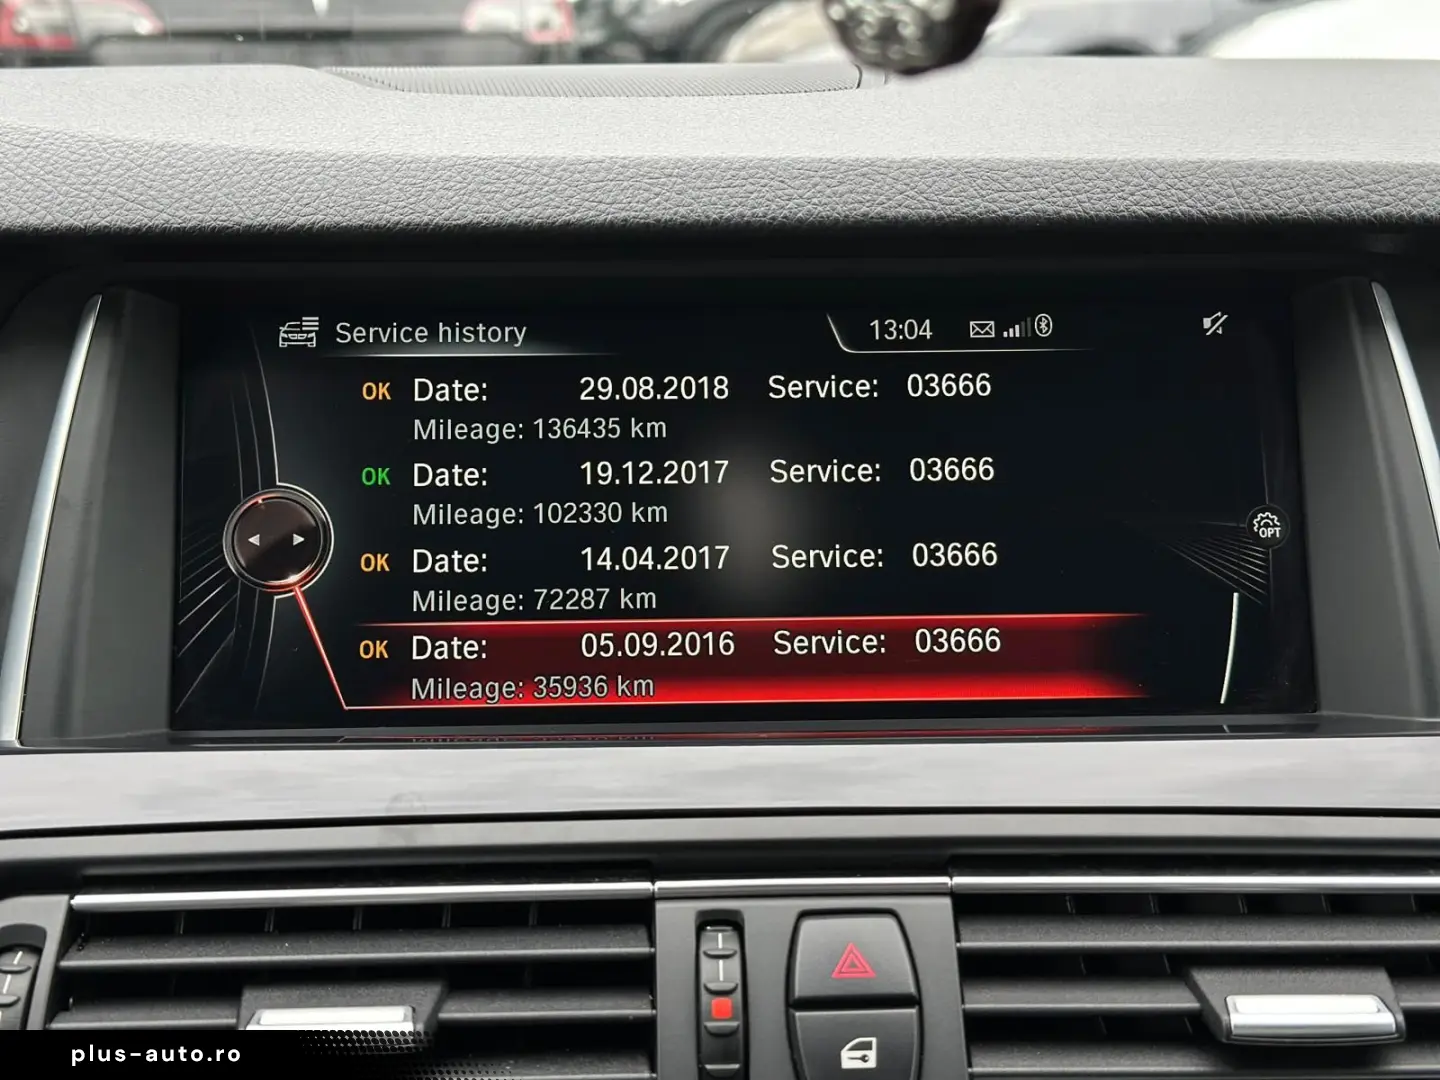 Service history 13:04
OK Date: 29.08.2018 Service: 03666
Mileage: 136435 km
OK Date: 19.12.2017 Service: 03666
Mileage: 102330 km
OK Date: 14.04.2017 Service: 03666
Mileage: 72287 km
OK Date: 05.09.2016 Service: 03666
Mileage: 35936 km
OPT
plus-auto.ro